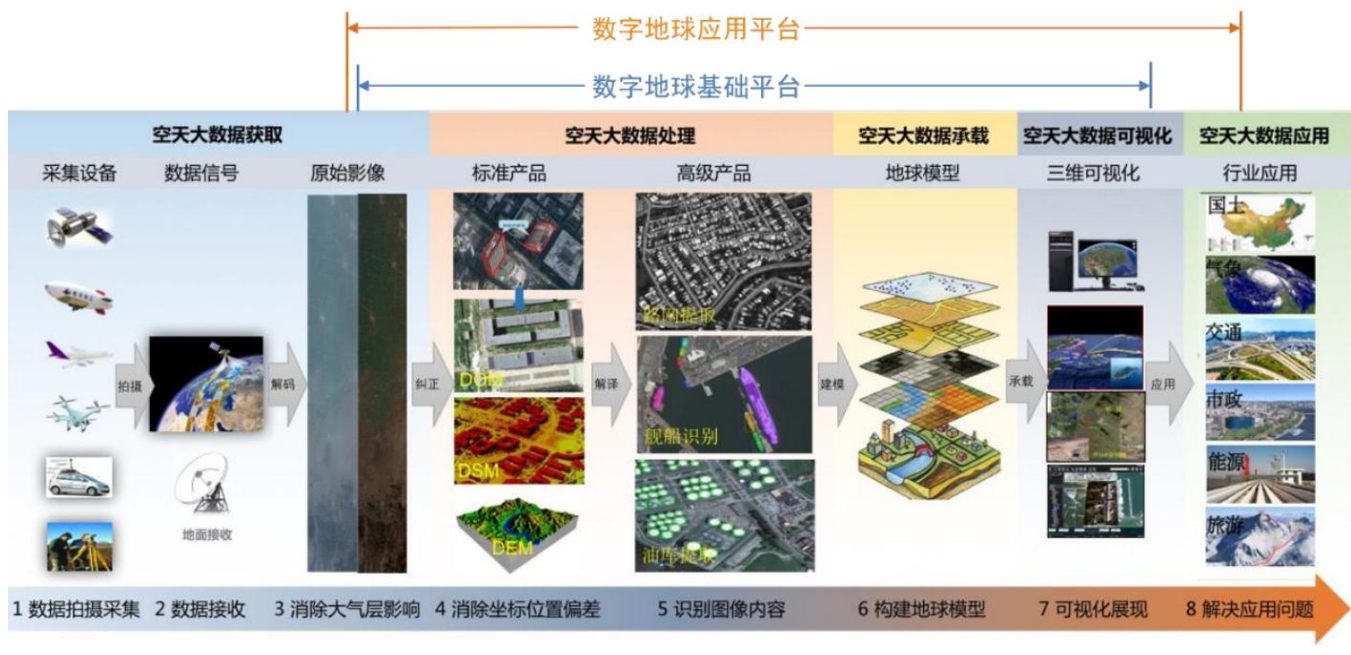 数字地球应用平台
数字地球基础平台
空天大数据获取
空天大数据处理
空天大数据承载
空天大数据可视化
空天大数据应用
采集设备
数据信号
原始影像
标准产品
高级产品
地球模型
三维可视化
行业应用
国土
气象
路网提取
交通
DOM
拍摄
解码
纠正
解译
建模
承载
应用
市政
舰船识别
DSM
能源
地面接收
旅游
DEM
油库提取
1 数据拍摄采集
2 数据接收
3 消除大气层影响
4 消除坐标位置偏差
5 识别图像内容
6 构建地球模型
7 可视化展现
8 解决应用问题